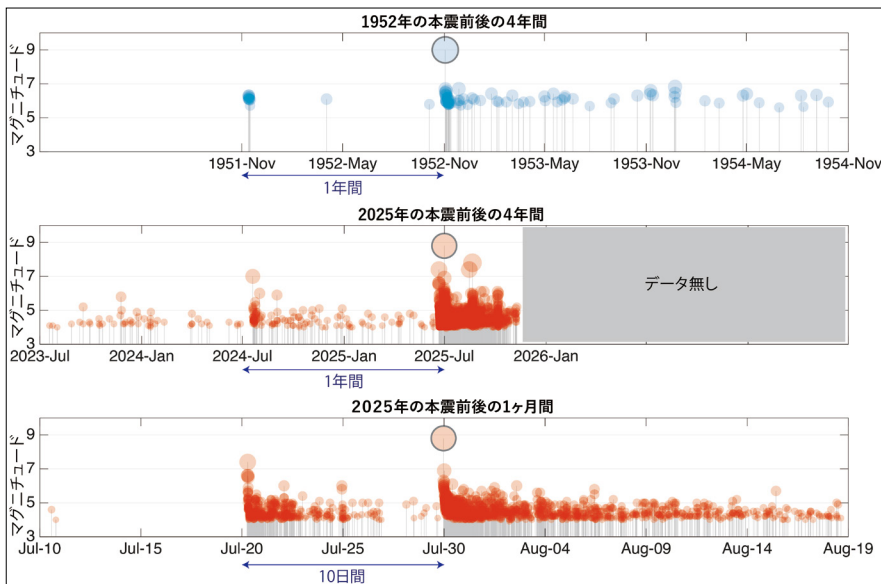 1952年の本震前後の4年間
マグニチュード
9
7
5
3
1951-Nov 1952-May 1952-Nov 1953-May 1953-Nov 1954-May 1954-Nov
1年間
2025年の本震前後の4年間
マグニチュード
9
7
5
3
データ無し
2023-Jul 2024-Jan 2024-Jul 2025-Jan 2025-Jul 2026-Jan
1年間
2025年の本震前後の1ヶ月間
マグニチュード
9
7
5
3
Jul-10 Jul-15 Jul-20 Jul-25 Jul-30 Aug-04 Aug-09 Aug-14 Aug-19
10日間